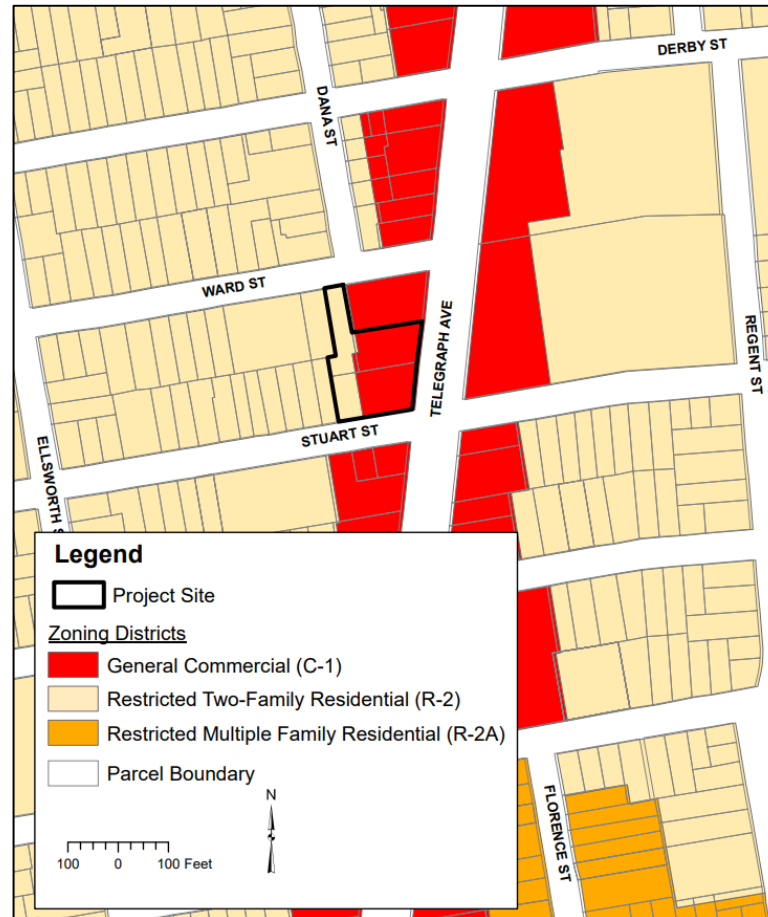 DERBY ST
DANA ST
WARD ST
TELEGRAPH AVE
REGENT ST
STUART ST
ELLSWORTH S
Legend
Project Site
Zoning Districts
General Commercial (C-1)
Restricted Two-Family Residential (R-2)
Restricted Multiple Family Residential (R-2A)
Parcel Boundary
N
100 0 100 Feet
FLORENCE ST